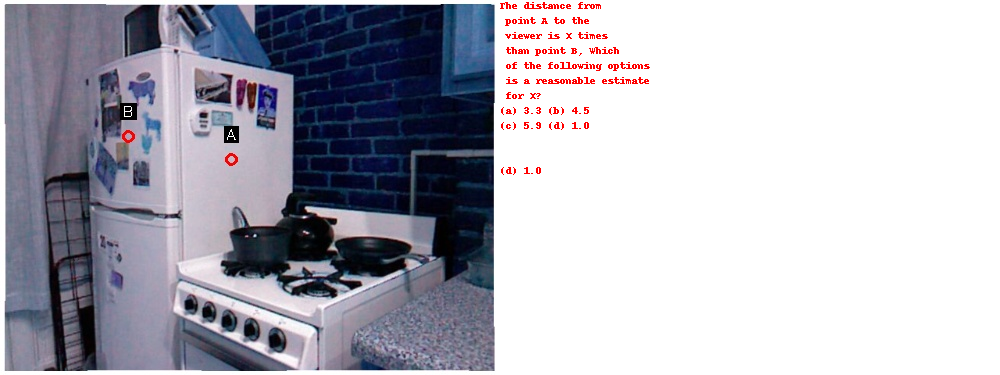 The distance from
point A to the
viewer is X times
than point B, Which
of the following options
is a reasonable estimate
for X?
(a) 3.3 (b) 4.5
(c) 5.9 (d) 1.0
(d) 1.0
B
A